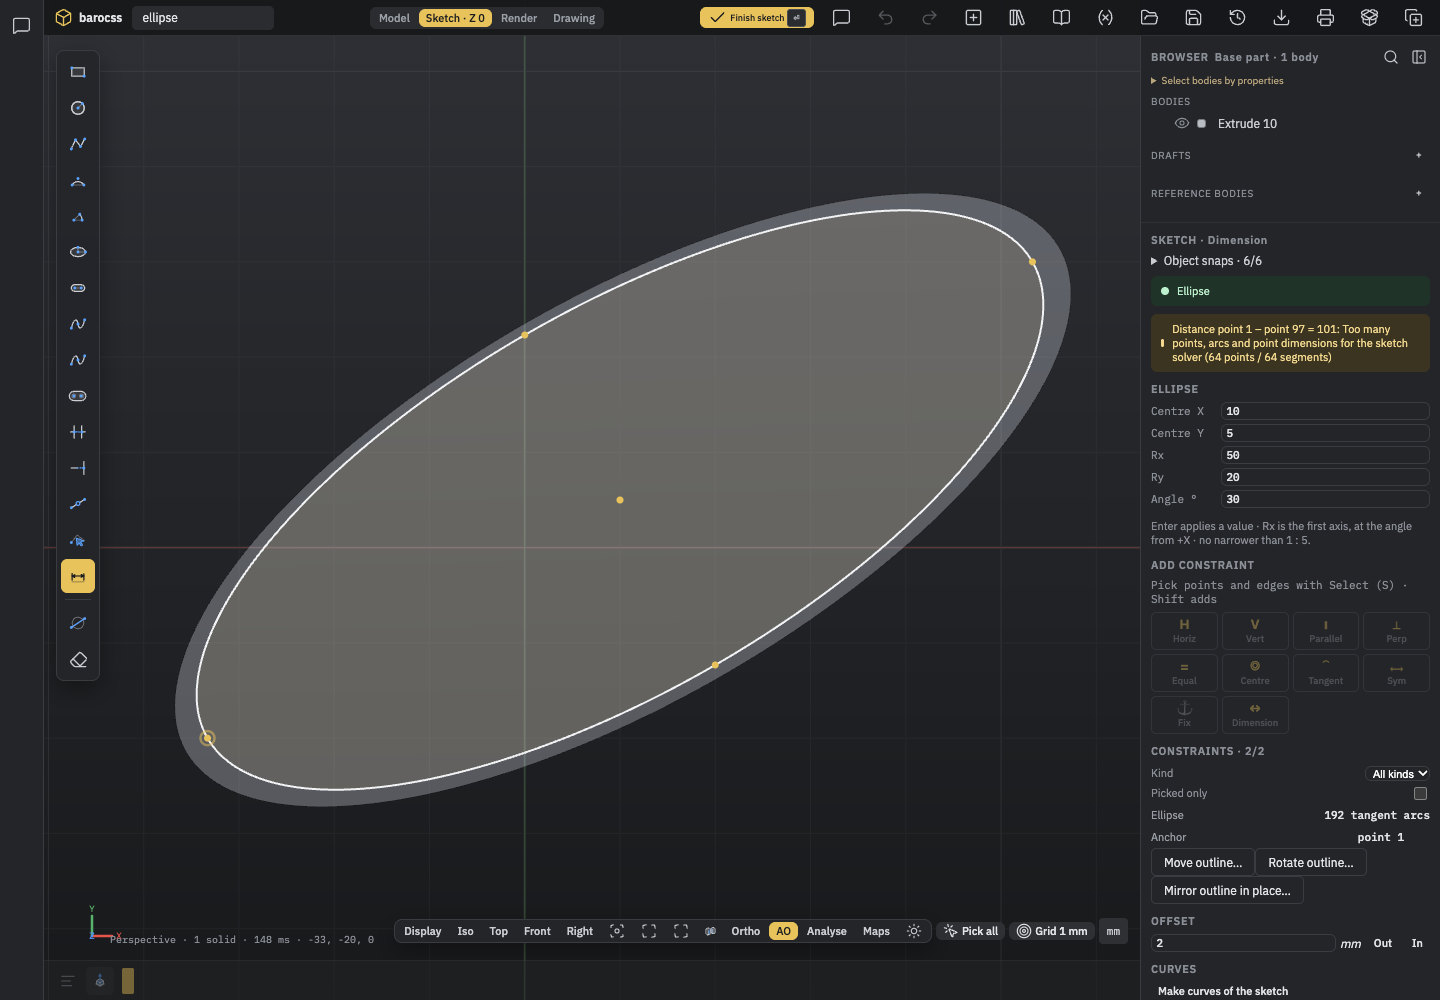 barocss
ellipse
Model
Sketch · Z 0
Render
Drawing
Finish sketch
BROWSER Base part · 1 body
Select bodies by properties
BODIES
Extrude 10
DRAFTS
+
REFERENCE BODIES
+
SKETCH · Dimension
Object snaps · 6/6
Ellipse
Distance point 1 – point 97 = 101: Too many
points, arcs and point dimensions for the sketch
solver (64 points / 64 segments)
ELLIPSE
Centre X 10
Centre Y 5
Rx 50
Ry 20
Angle ° 30
Enter applies a value · Rx is the first axis, at the angle
from +X · no narrower than 1 : 5.
ADD CONSTRAINT
Pick points and edges with Select (S) ·
Shift adds
H V
Horiz Vert Parallel Perp
Equal Centre Tangent Sym
Fix Dimension
CONSTRAINTS · 2/2
Kind All kinds
Picked only
Ellipse 192 tangent arcs
Anchor point 1
Move outline... Rotate outline...
Mirror outline in place...
OFFSET
2 mm Out In
CURVES
Make curves of the sketch
Y
Z
X
Perspective · 1 solid · 148 ms · -33, -20, 0
Display Iso Top Front Right Ortho AO Analyse Maps Pick all Grid 1 mm mm